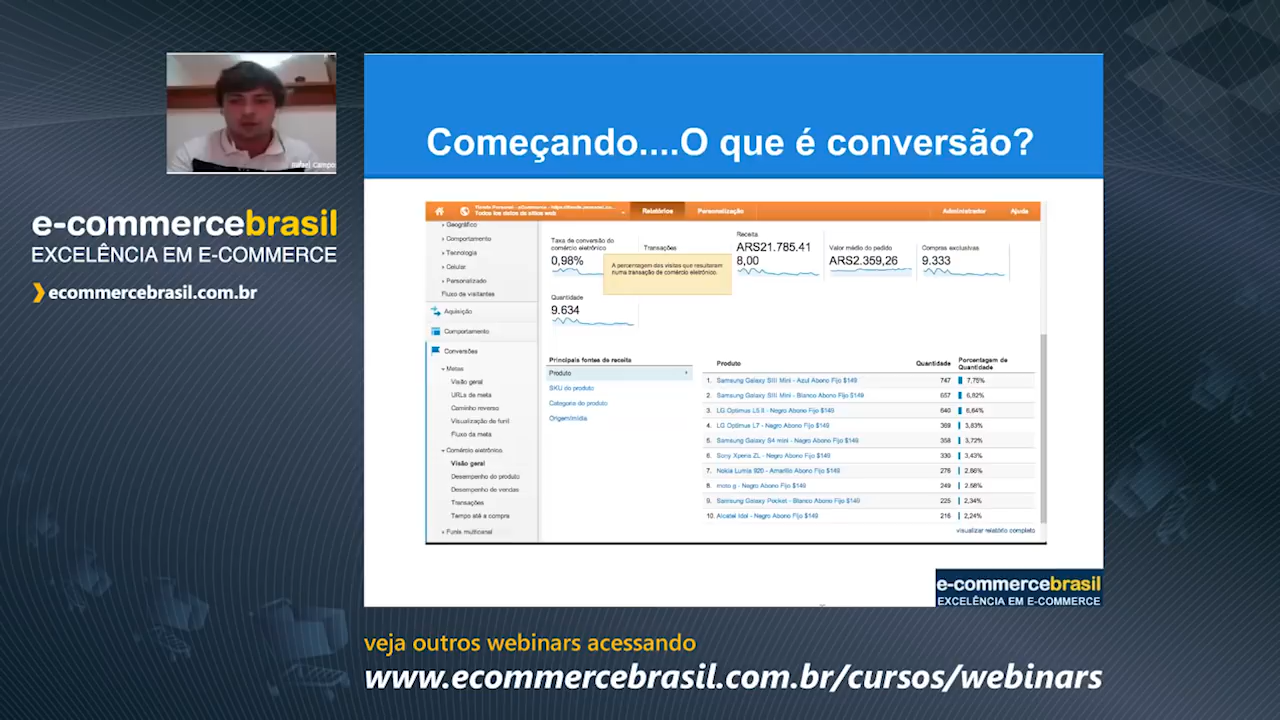 Rafael Campo
e-commercebrasil
EXCELÊNCIA EM E-COMMERCE
ecommercebrasil.com.br
Começando....O que é conversão?
Todos los datos de sitios web
Relatórios
Personalização
Administrador
Ajuda
Geográfico
Comportamento
Tecnologia
Celular
Personalizado
Fluxo de visitantes
Aquisição
Comportamento
Conversões
Metas
Visão geral
URLs da meta
Caminho reverso
Visualização de funil
Fluxo da meta
Comércio eletrônico
Visão geral
Desempenho do produto
Desempenho de vendas
Transações
Tempo até a compra
Funis multicanal
Taxa de conversão do
comércio eletrônico
0,98%
Transações
A porcentagem das visitas que resultaram
numa transação de comércio eletrônico.
Receita
ARS21.785.41
8,00
Valor médio do pedido
ARS2.359,26
Compras exclusivas
9.333
Quantidade
9.634
Principais fontes de receita
Produto
SKU do produto
Categoria do produto
Origem/mídia
Produto Quantidade Porcentagem de
Quantidade
1. Samsung Galaxy SIII Mini - Azul Abono Fijo $149 747 7,75%
2. Samsung Galaxy SIII Mini - Blanco Abono Fijo $149 657 6,82%
3. LG Optimus L5 II - Negro Abono Fijo $149 640 6,64%
4. LG Optimus L7 - Negro Abono Fijo $149 369 3,83%
5. Samsung Galaxy S4 mini - Negro Abono Fijo $149 358 3,72%
6. Sony Xperia ZL - Negro Abono Fijo $149 330 3,43%
7. Nokia Lumia 920 - Amarillo Abono Fijo $149 276 2,86%
8. moto g - Negro Abono Fijo $149 249 2,58%
9. Samsung Galaxy Pocket - Blanco Abono Fijo $149 225 2,34%
10. Alcatel Idol - Negro Abono Fijo $149 216 2,24%
visualizar relatório completo
e-commercebrasil
EXCELÊNCIA EM E-COMMERCE
veja outros webinars acessando
www.ecommercebrasil.com.br/cursos/webinars